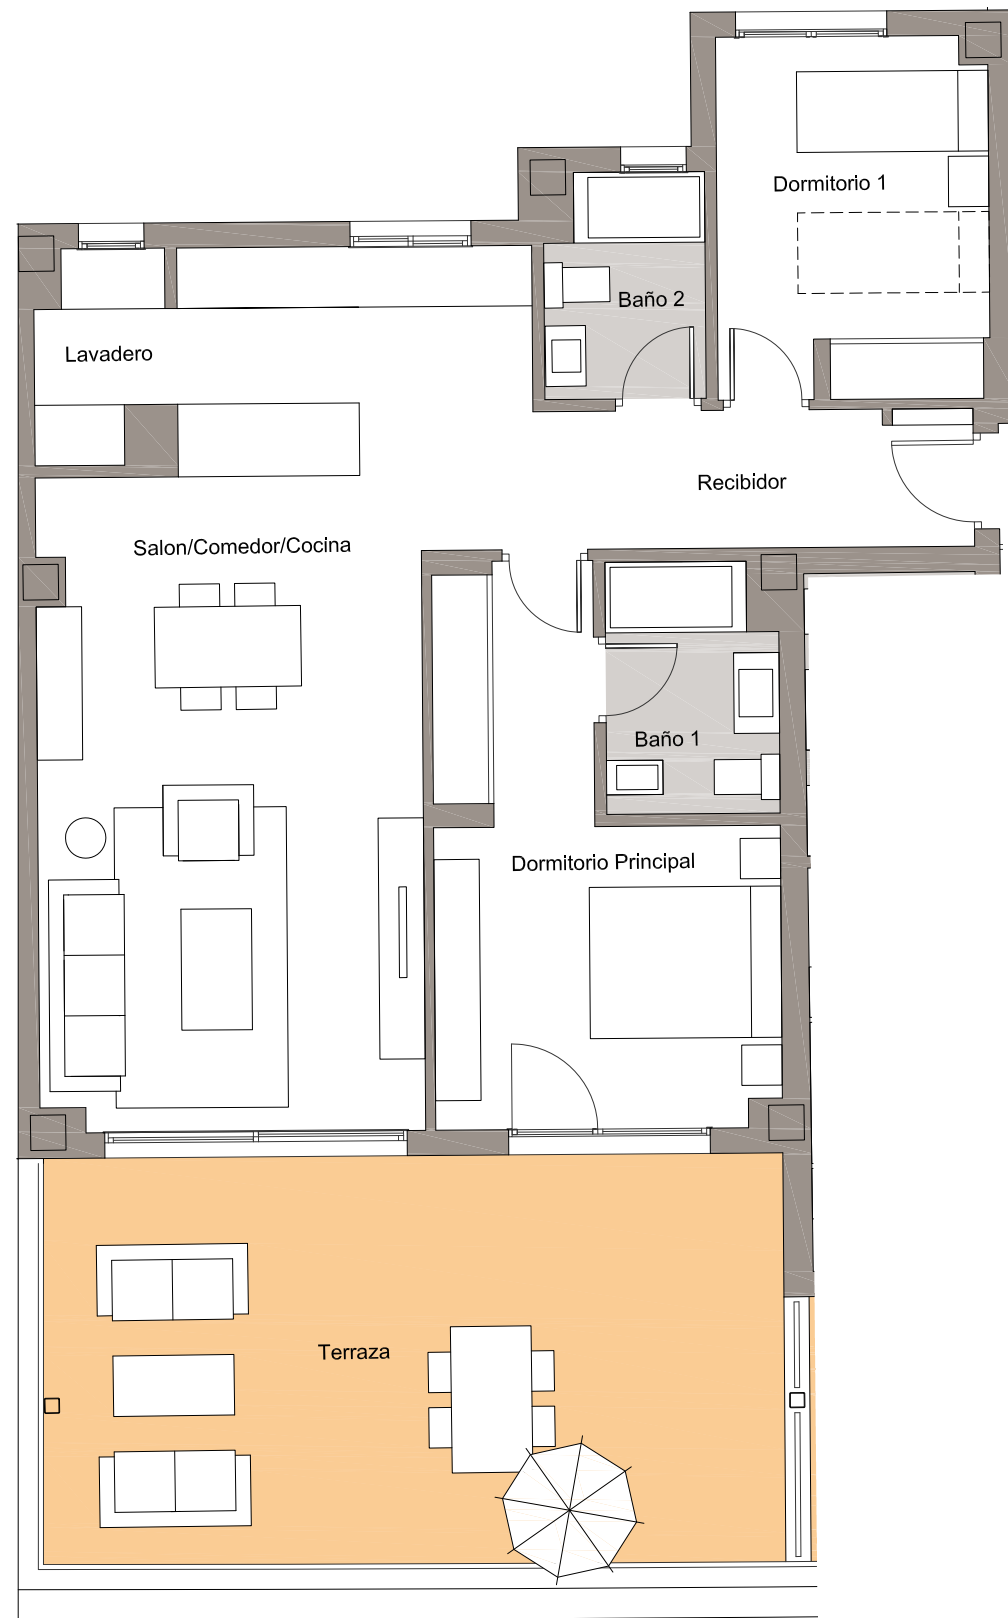 Dormitorio 1
Baño 2
Lavadero
Recibidor
Salon/Comedor/Cocina
Baño 1
Dormitorio Principal
Terraza